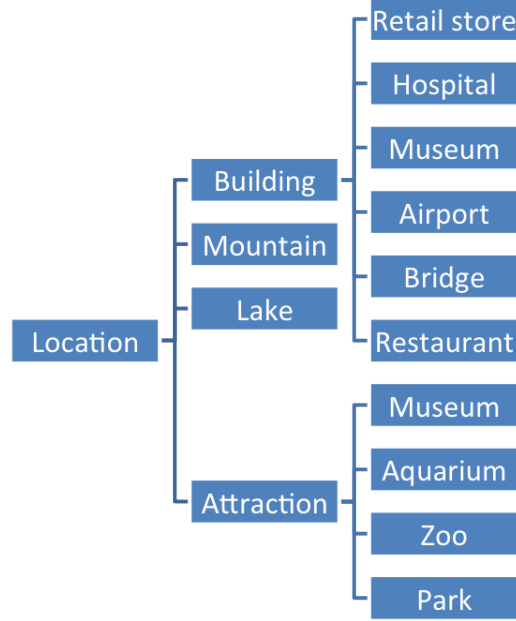 Location
Building
Retail store
Hospital
Museum
Airport
Bridge
Restaurant
Mountain
Lake
Attraction
Museum
Aquarium
Zoo
Park